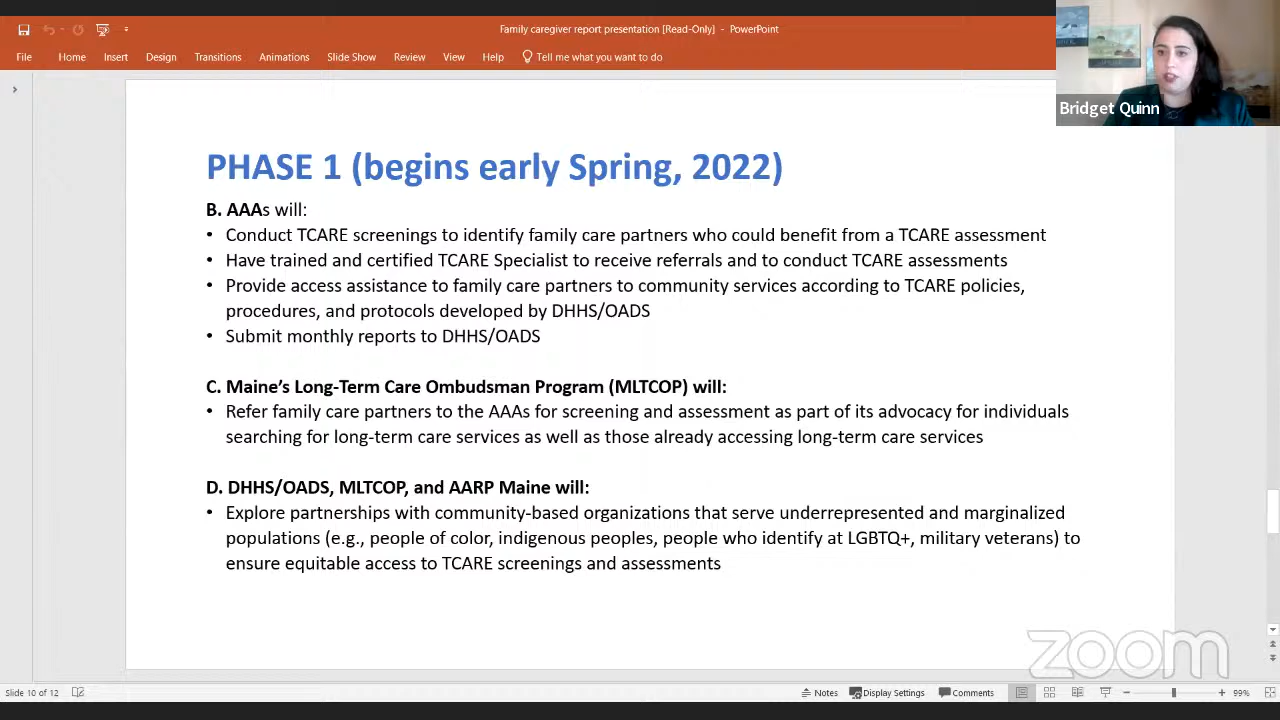 Family caregiver report presentation [Read-Only] - PowerPoint
File Home Insert Design Transitions Animations Slide Show Review View Help Tell me what you want to do
Bridget Quinn
PHASE 1 (begins early Spring, 2022)
B. AAAs will:
• Conduct TCARE screenings to identify family care partners who could benefit from a TCARE assessment
• Have trained and certified TCARE Specialist to receive referrals and to conduct TCARE assessments
• Provide access assistance to family care partners to community services according to TCARE policies,
procedures, and protocols developed by DHHS/OADS
• Submit monthly reports to DHHS/OADS
C. Maine’s Long-Term Care Ombudsman Program (MLTCOP) will:
• Refer family care partners to the AAAs for screening and assessment as part of its advocacy for individuals
searching for long-term care services as well as those already accessing long-term care services
D. DHHS/OADS, MLTCOP, and AARP Maine will:
• Explore partnerships with community-based organizations that serve underrepresented and marginalized
populations (e.g., people of color, indigenous peoples, people who identify at LGBTQ+, military veterans) to
ensure equitable access to TCARE screenings and assessments
zoom
Slide 10 of 12 Notes Display Settings Comments 99%